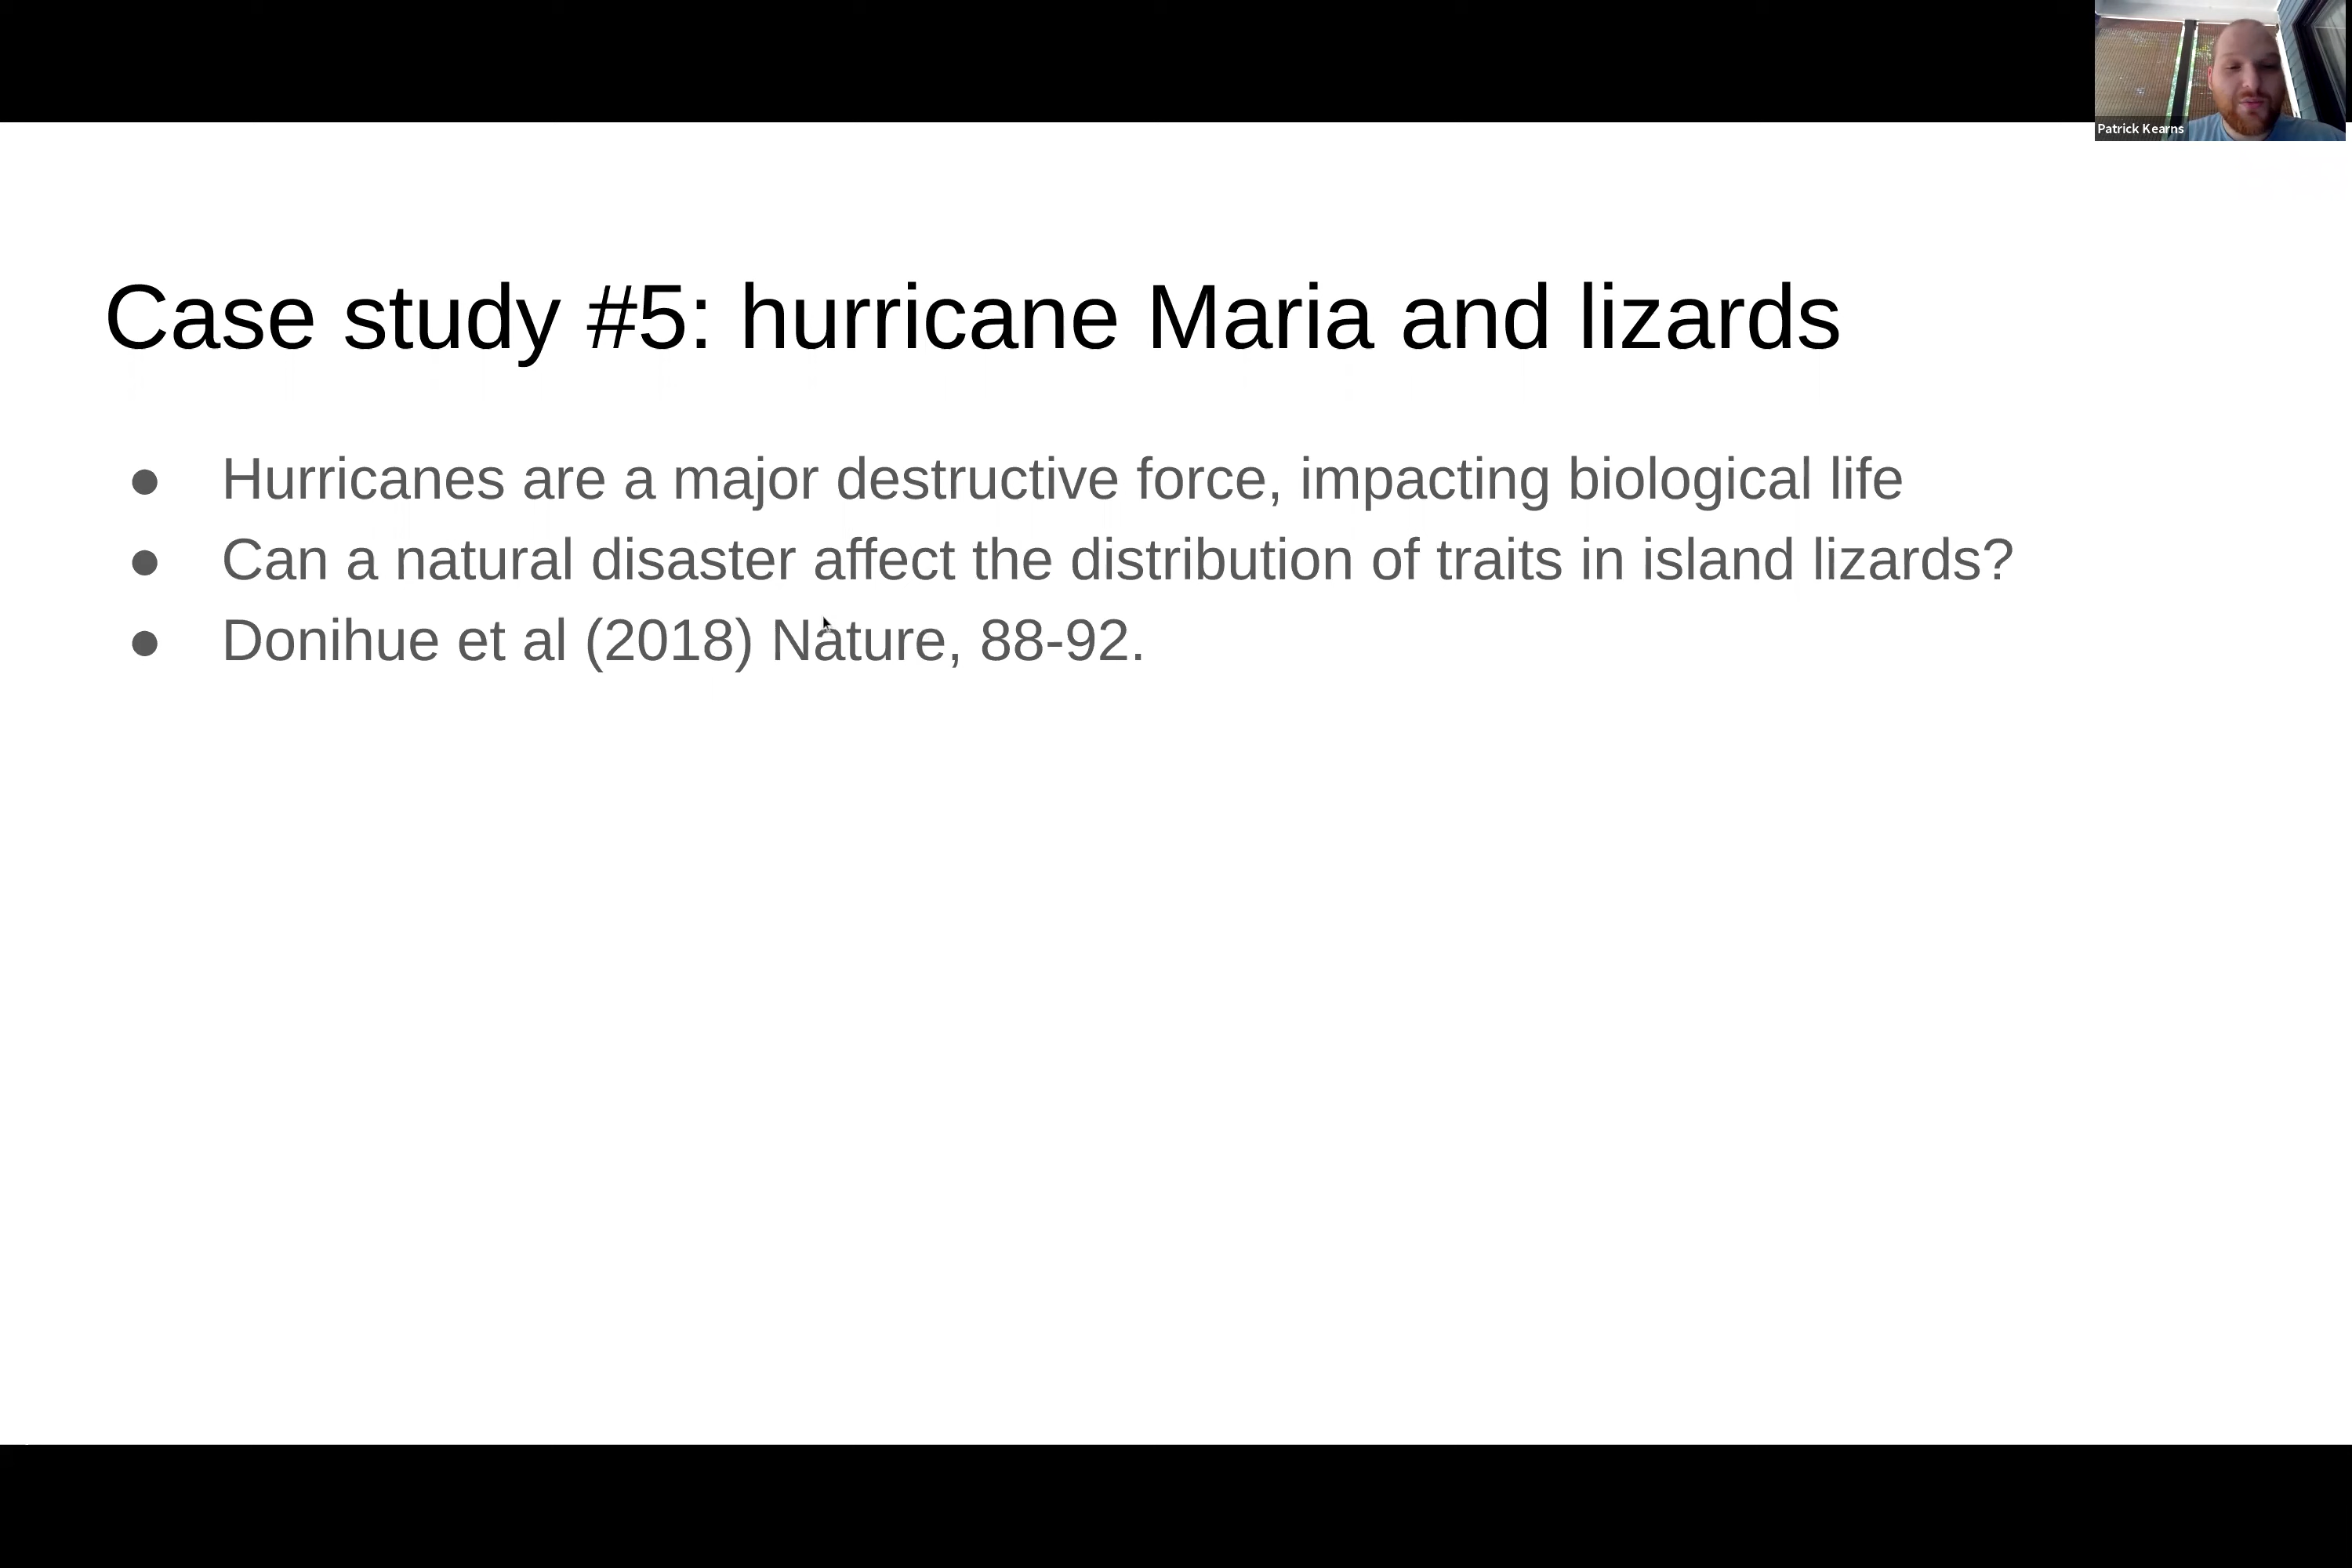 Patrick Kearns
Case study #5: hurricane Maria and lizards
● Hurricanes are a major destructive force, impacting biological life
● Can a natural disaster affect the distribution of traits in island lizards?
● Donihue et al (2018) Nature, 88-92.